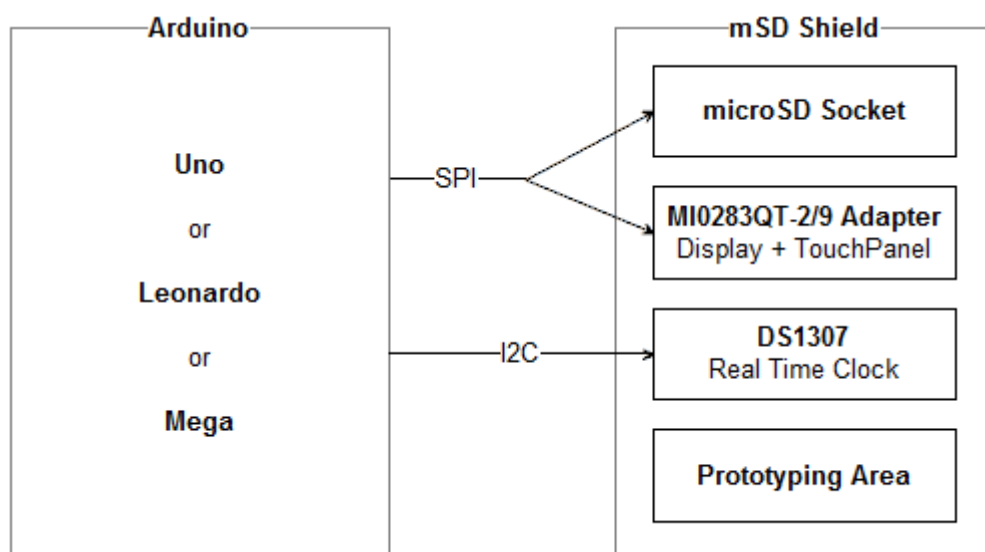 Arduino
Uno
or
Leonardo
or
Mega
SPI
I2C
mSD Shield
microSD Socket
MI0283QT-2/9 Adapter
Display + TouchPanel
DS1307
Real Time Clock
Prototyping Area